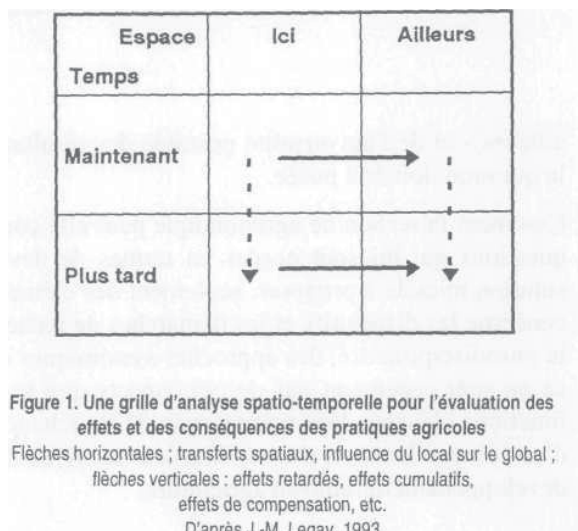 Espace Ici Ailleurs
Temps
Maintenant
Plus tard
Figure 1. Une grille d'analyse spatio-temporelle pour l'évaluation des
effets et des conséquences des pratiques agricoles
Flèches horizontales ; transferts spatiaux, influence du local sur le global ;
flèches verticales : effets retardés, effets cumulatifs,
effets de compensation, etc.
D'après J.-M. Legay, 1993